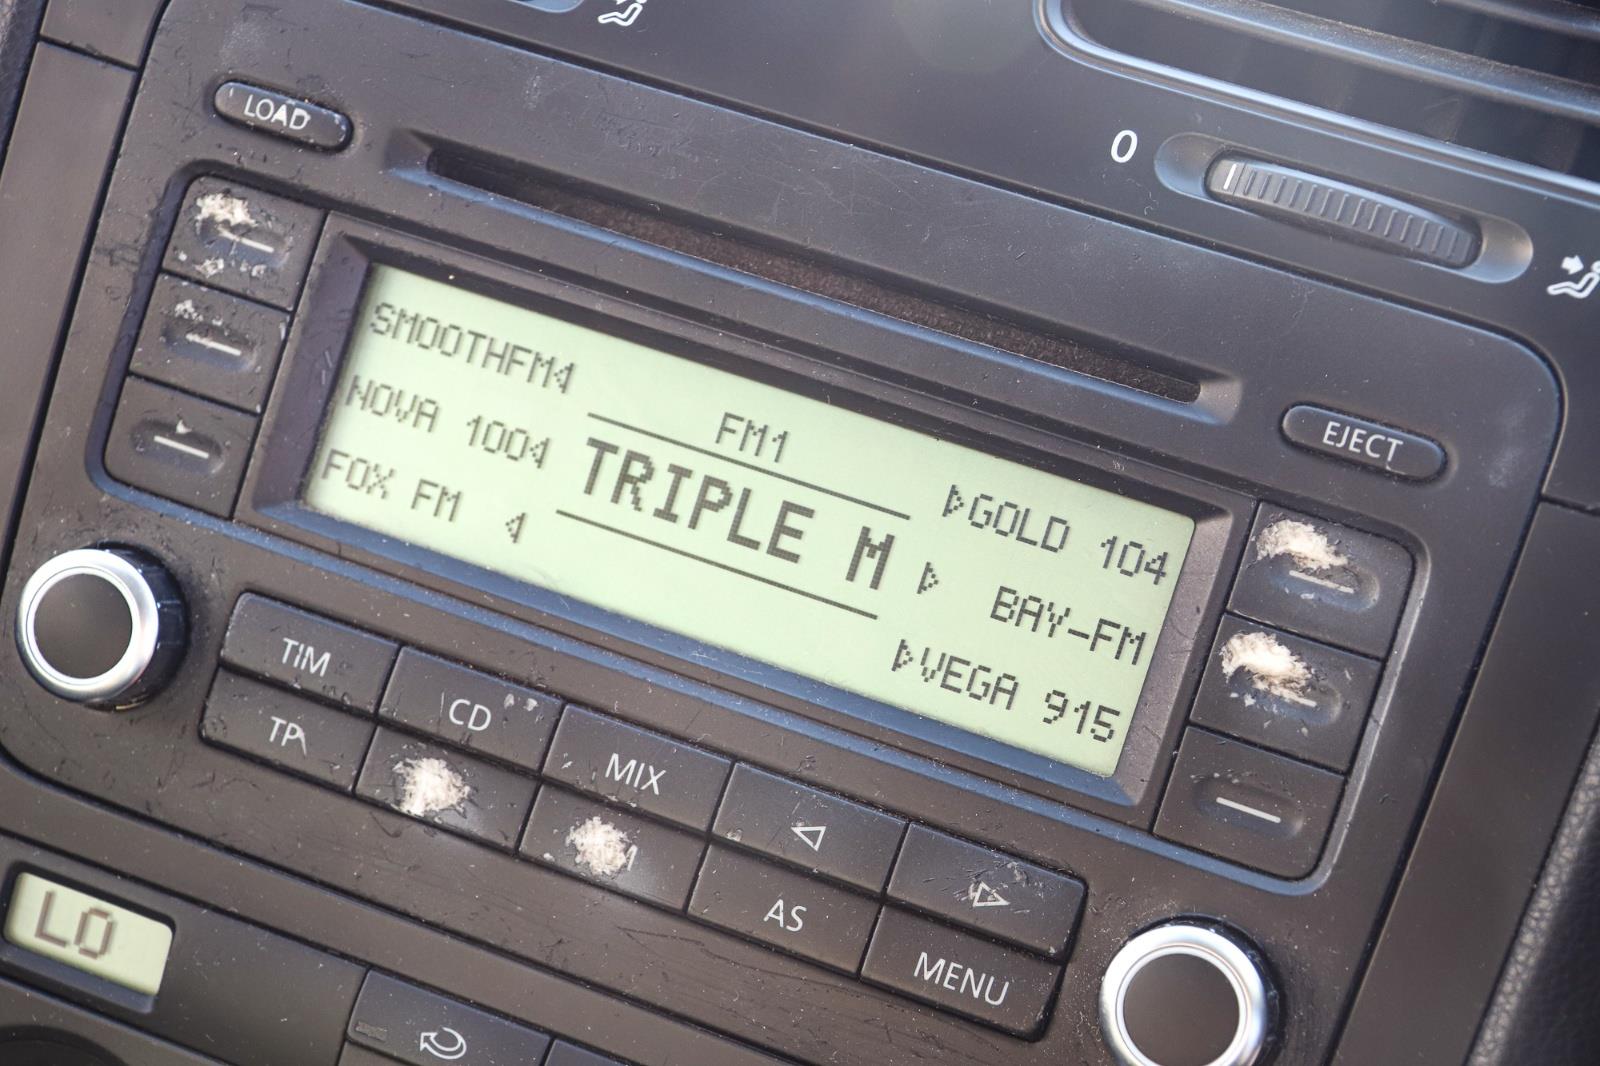 LOAD
0
EJECT
SMOOTHFM
NOVA 100
FOX FM
FM1
TRIPLE M
GOLD 104
BAY-FM
VEGA 915
TIM
CD
MIX
TP
AS
MENU
LO